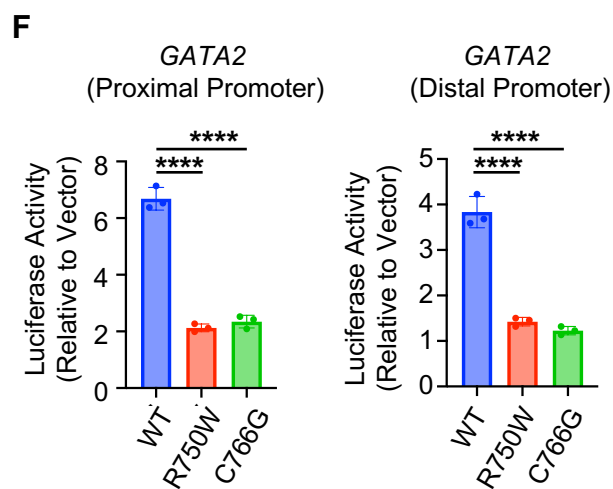 F
GATA2
(Proximal Promoter)
Luciferase Activity
(Relative to Vector)
8
6
4
2
0
****
****
WT
R750W
C766G
GATA2
(Distal Promoter)
Luciferase Activity
(Relative to Vector)
5
4
3
2
1
0
****
****
WT
R750W
C766G